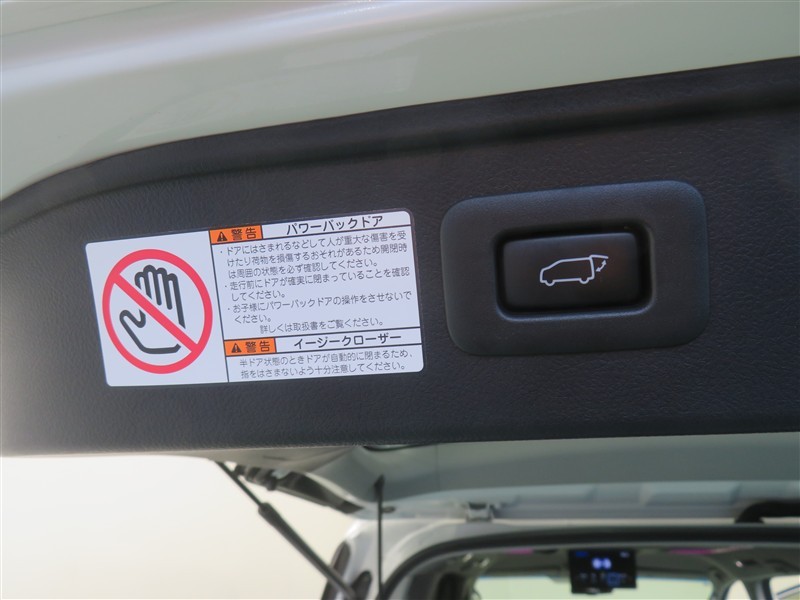 警告 パワーバックドア
・ドアにはさまれるなどして人が重大な傷害を受
けたり荷物を損傷するおそれがあるため開閉時
は周囲の状態を必ず確認してください。
・走行前にドアが確実に閉まっていることを確認
してください。
・お子様にパワーバックドアの操作をさせないで
ください。
詳しくは取扱書をご覧ください。
警告 イージークローザー
半ドア状態のときドアが自動的に閉まるため、
指をはさまないよう十分注意してください。